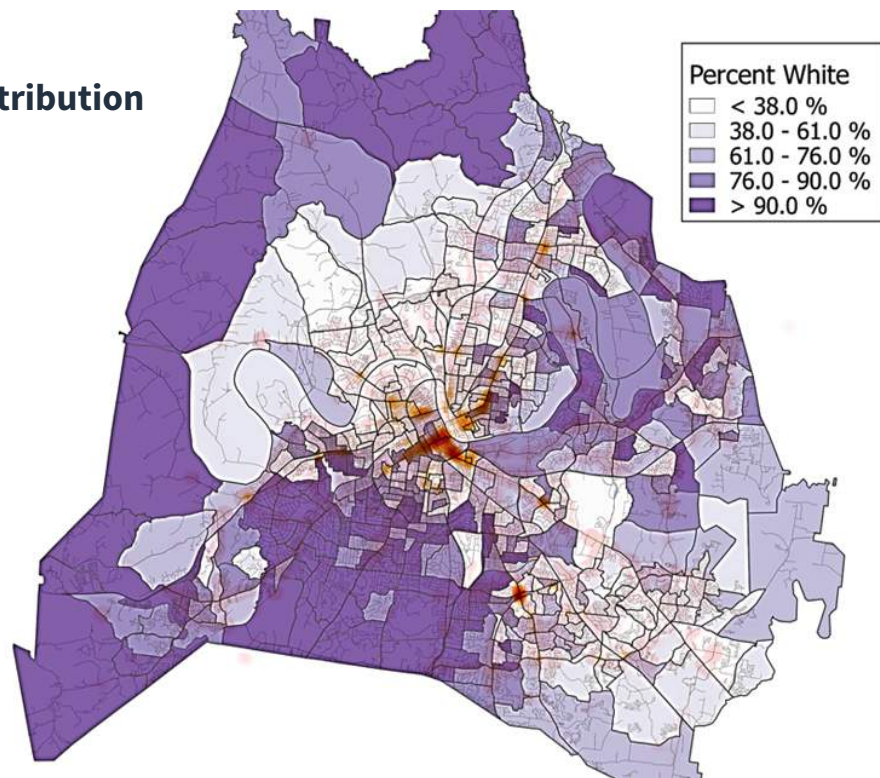 tribution
Percent White
< 38.0 %
38.0 - 61.0 %
61.0 - 76.0 %
76.0 - 90.0 %
> 90.0 %